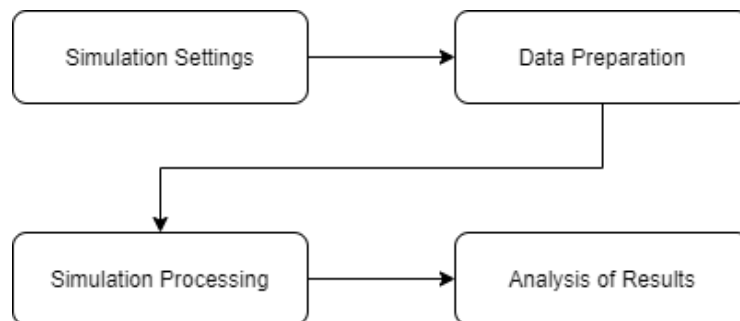 Simulation Settings
Data Preparation
Simulation Processing
Analysis of Results